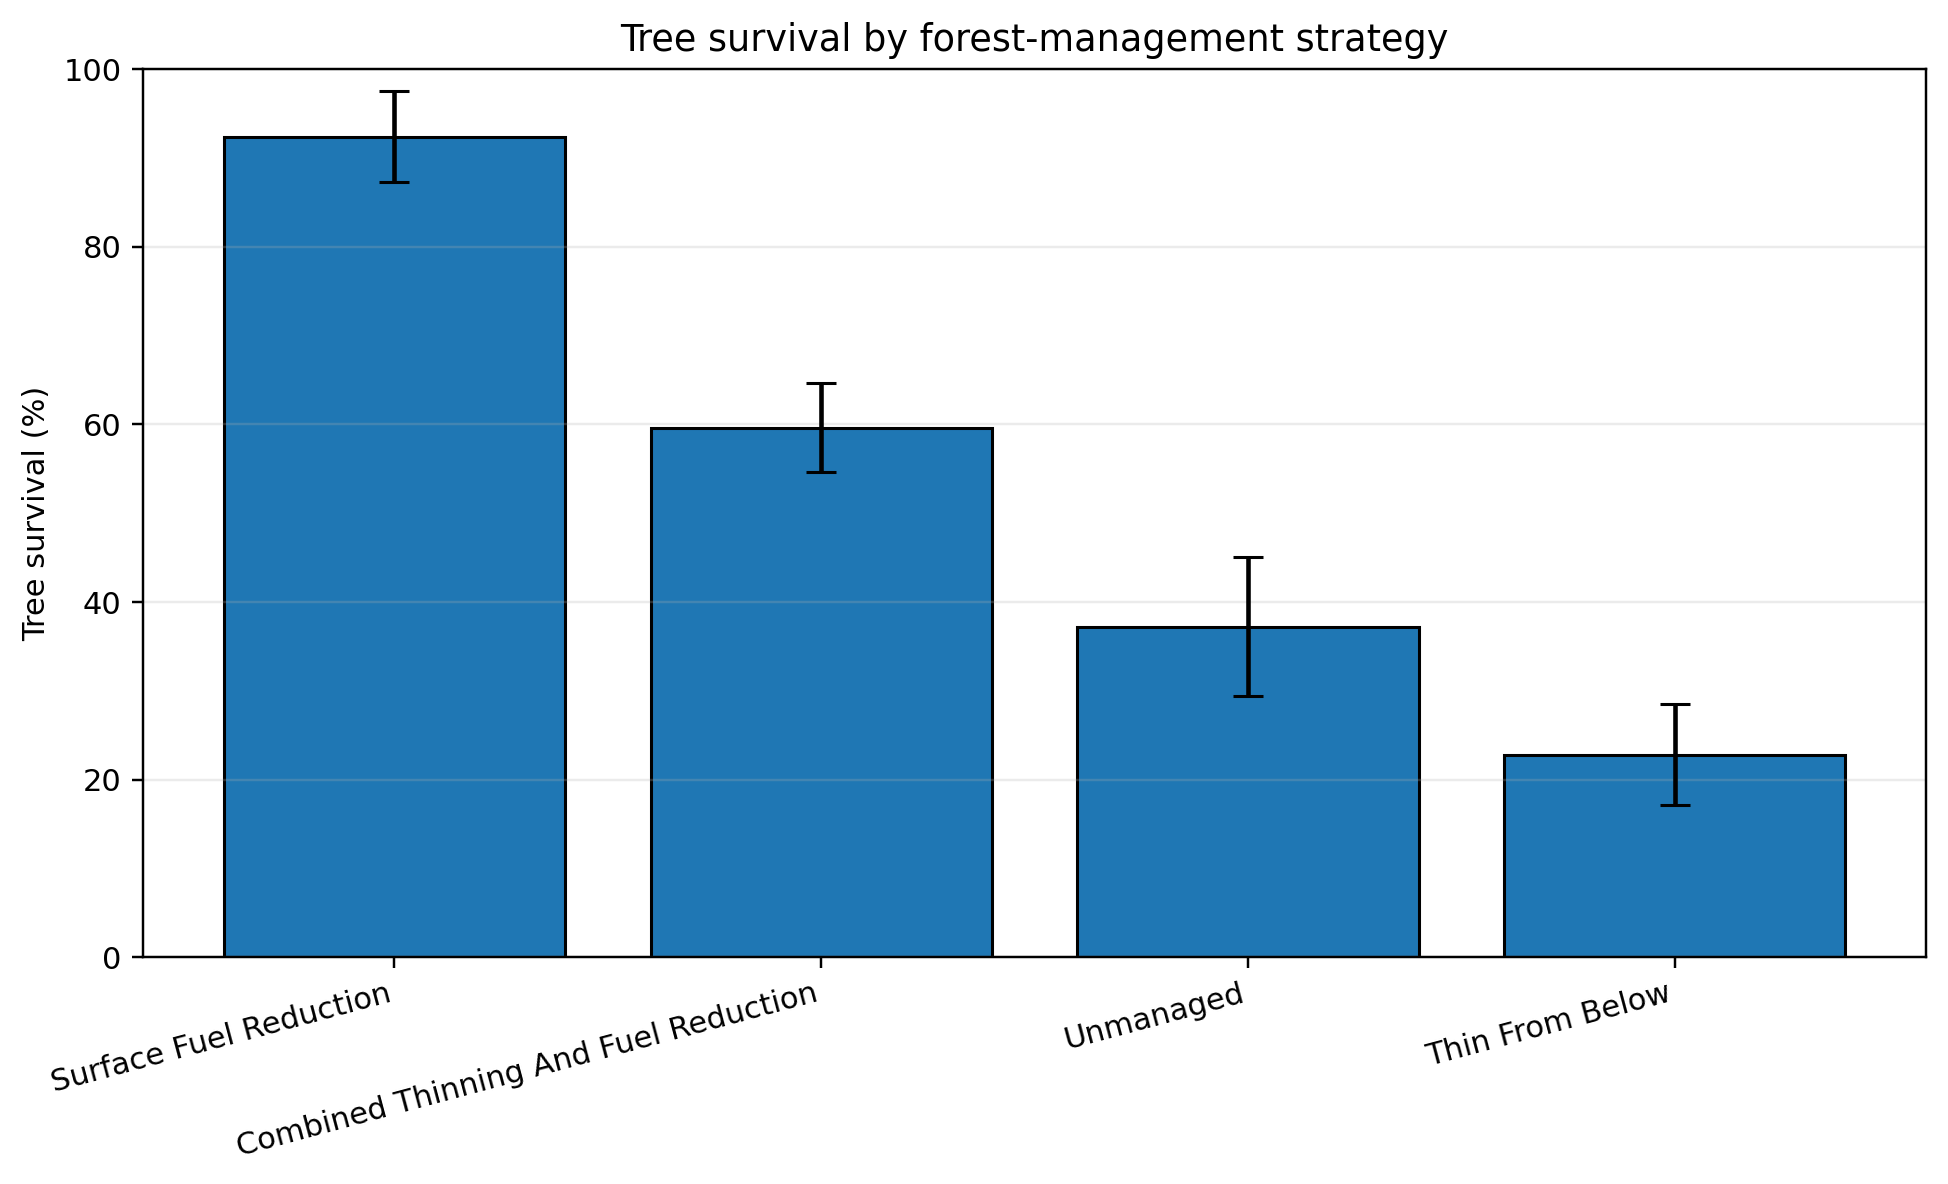 Tree survival by forest-management strategy
100
80
60
40
20
0
Tree survival (%)
Surface Fuel Reduction
Combined Thinning And Fuel Reduction
Unmanaged
Thin From Below